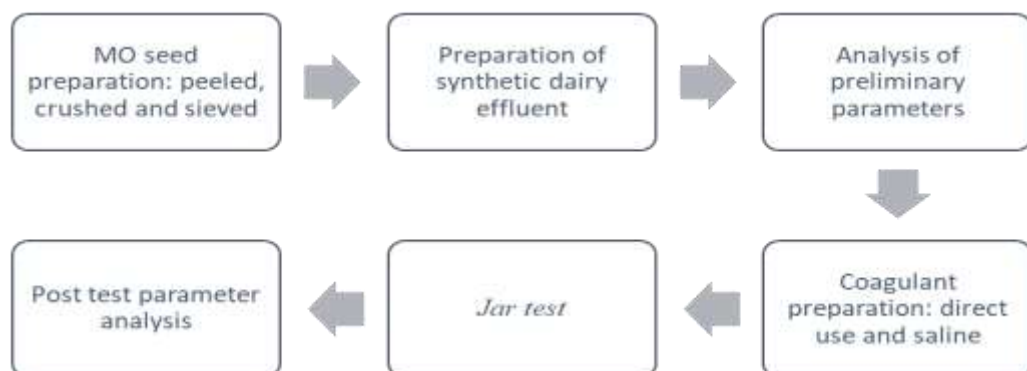 MO seed
preparation: peeled,
crushed and sieved
Preparation of
synthetic dairy
effluent
Analysis of
preliminary
parameters
Coagulant
preparation: direct
use and saline
Jar test
Post test parameter
analysis